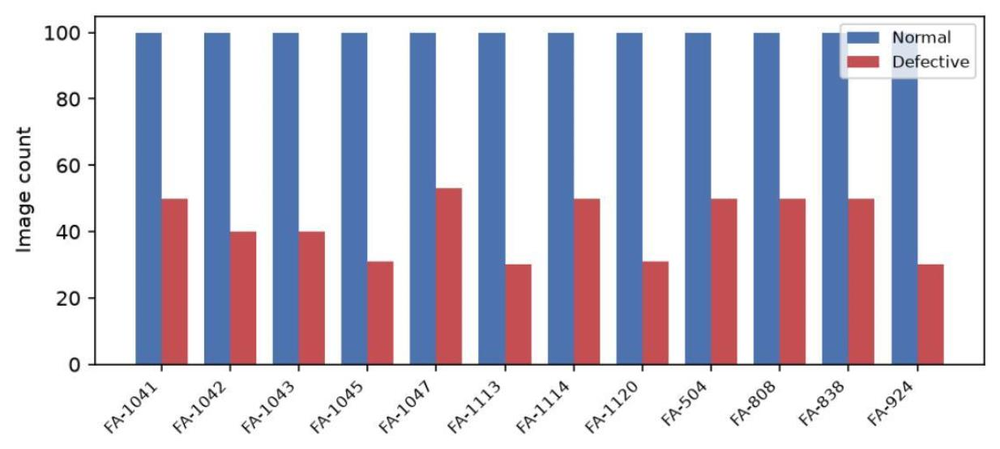 Image count
100
80
60
40
20
0
Normal
Defective
FA-1041
FA-1042
FA-1043
FA-1045
FA-1047
FA-1113
FA-1114
FA-1120
FA-504
FA-808
FA-838
FA-924